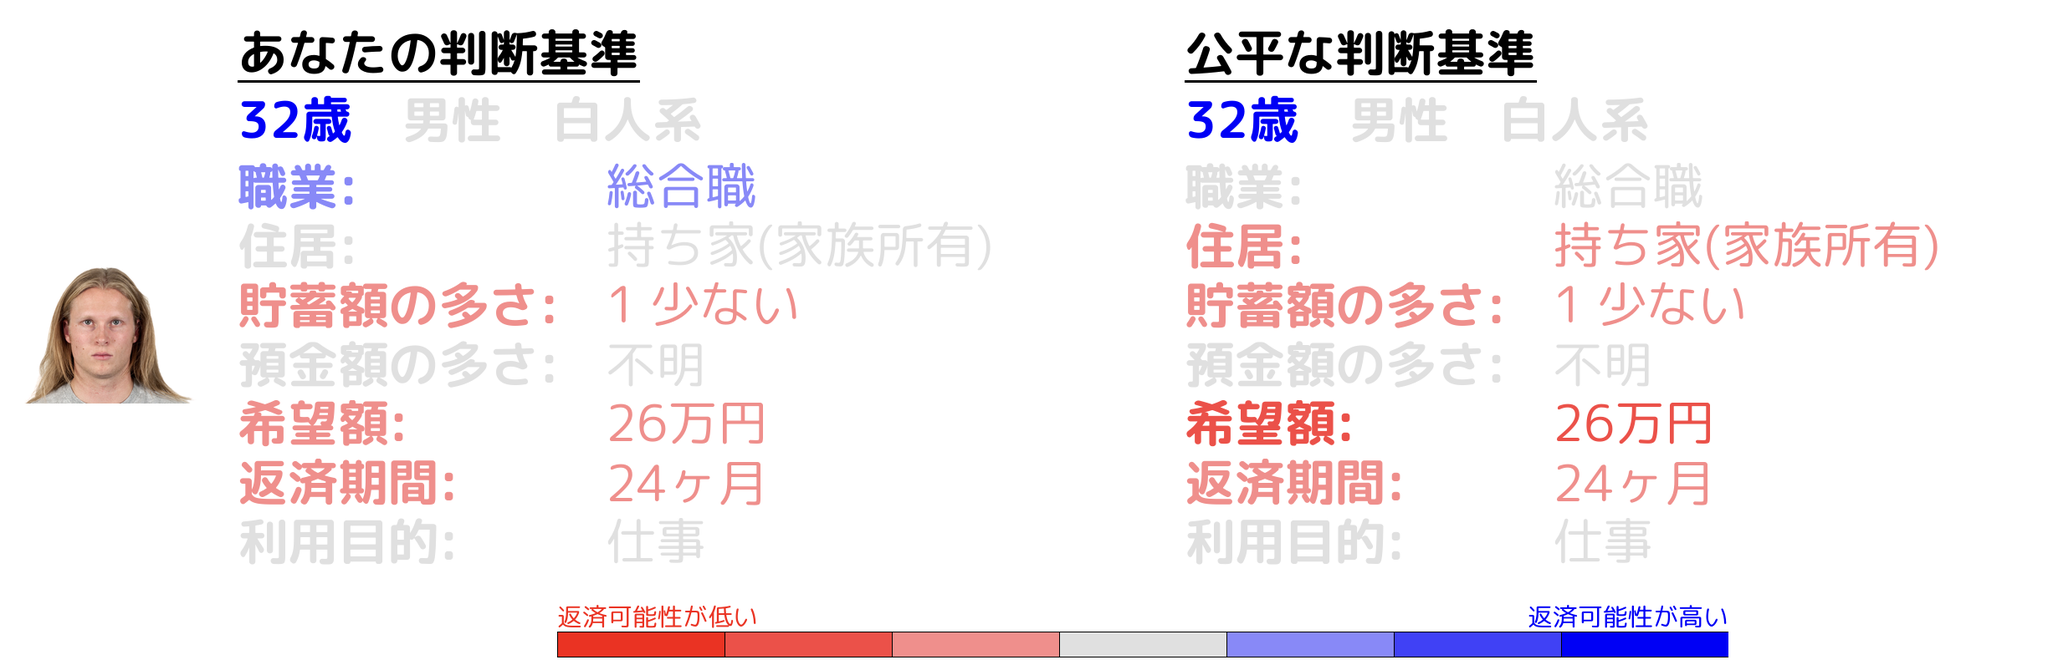 あなたの判断基準
32歳 男性 白人系
職業: 総合職
住居: 持ち家(家族所有)
貯蓄額の多さ: 1 少ない
預金額の多さ: 不明
希望額: 26万円
返済期間: 24ヶ月
利用目的: 仕事
公平な判断基準
32歳 男性 白人系
職業: 総合職
住居: 持ち家(家族所有)
貯蓄額の多さ: 1 少ない
預金額の多さ: 不明
希望額: 26万円
返済期間: 24ヶ月
利用目的: 仕事
返済可能性が低い
返済可能性が高い